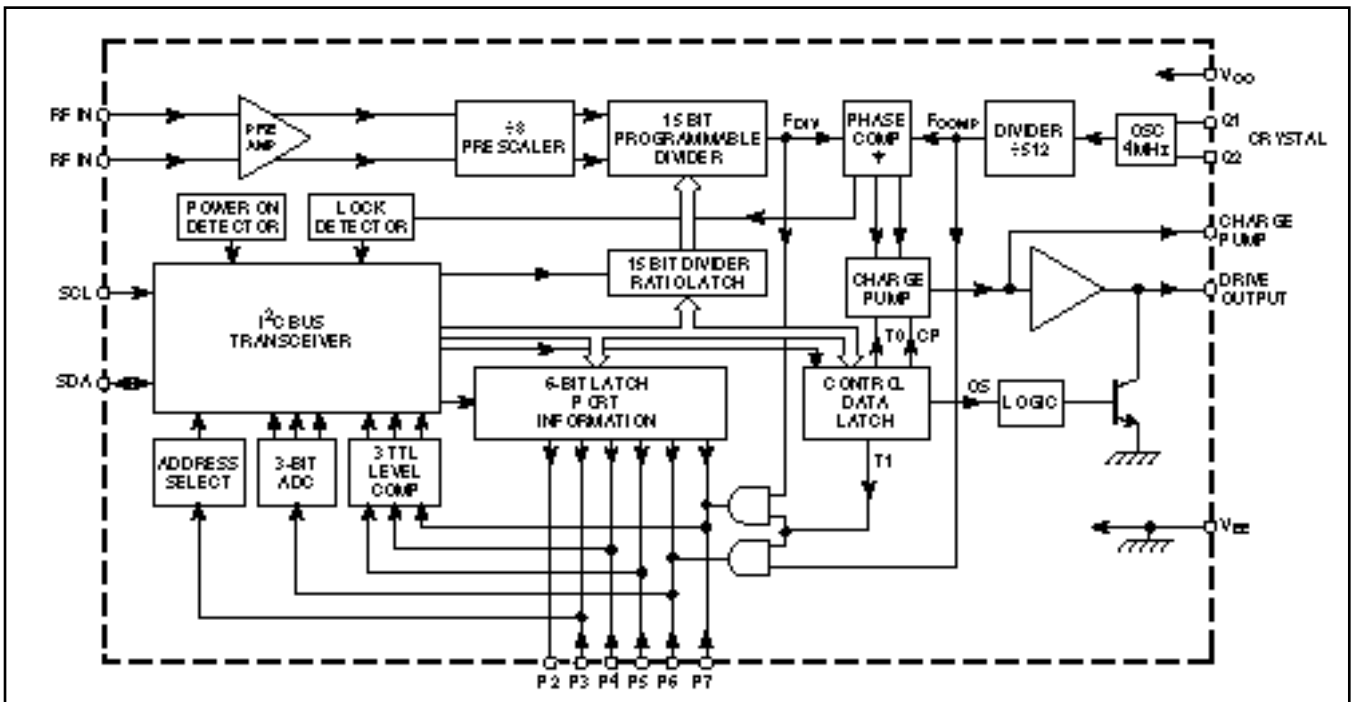 RF IN
RF IN
PRE
AMP
÷8
PRESCALER
15 BIT
PROGRAMMABLE
DIVIDER
FDIV
PHASE
COMP
FCOMP
DIVIDER
÷512
OSC
4MHz
VCC
Q1
CRYSTAL
Q2
POWER ON
DETECTOR
LOCK
DETECTOR
CHARGE
PUMP
SCL
I²C BUS
TRANSCEIVER
15 BIT DIVIDER
RATIO LATCH
CHARGE
PUMP
DRIVE
OUTPUT
T0 CP
SDA
6-BIT LATCH
PORT
INFORMATION
CONTROL
DATA
LATCH
OS
LOGIC
ADDRESS
SELECT
3-BIT
ADC
3 TTL
LEVEL
COMP
T1
VEE
P2 P3 P4 P5 P6 P7